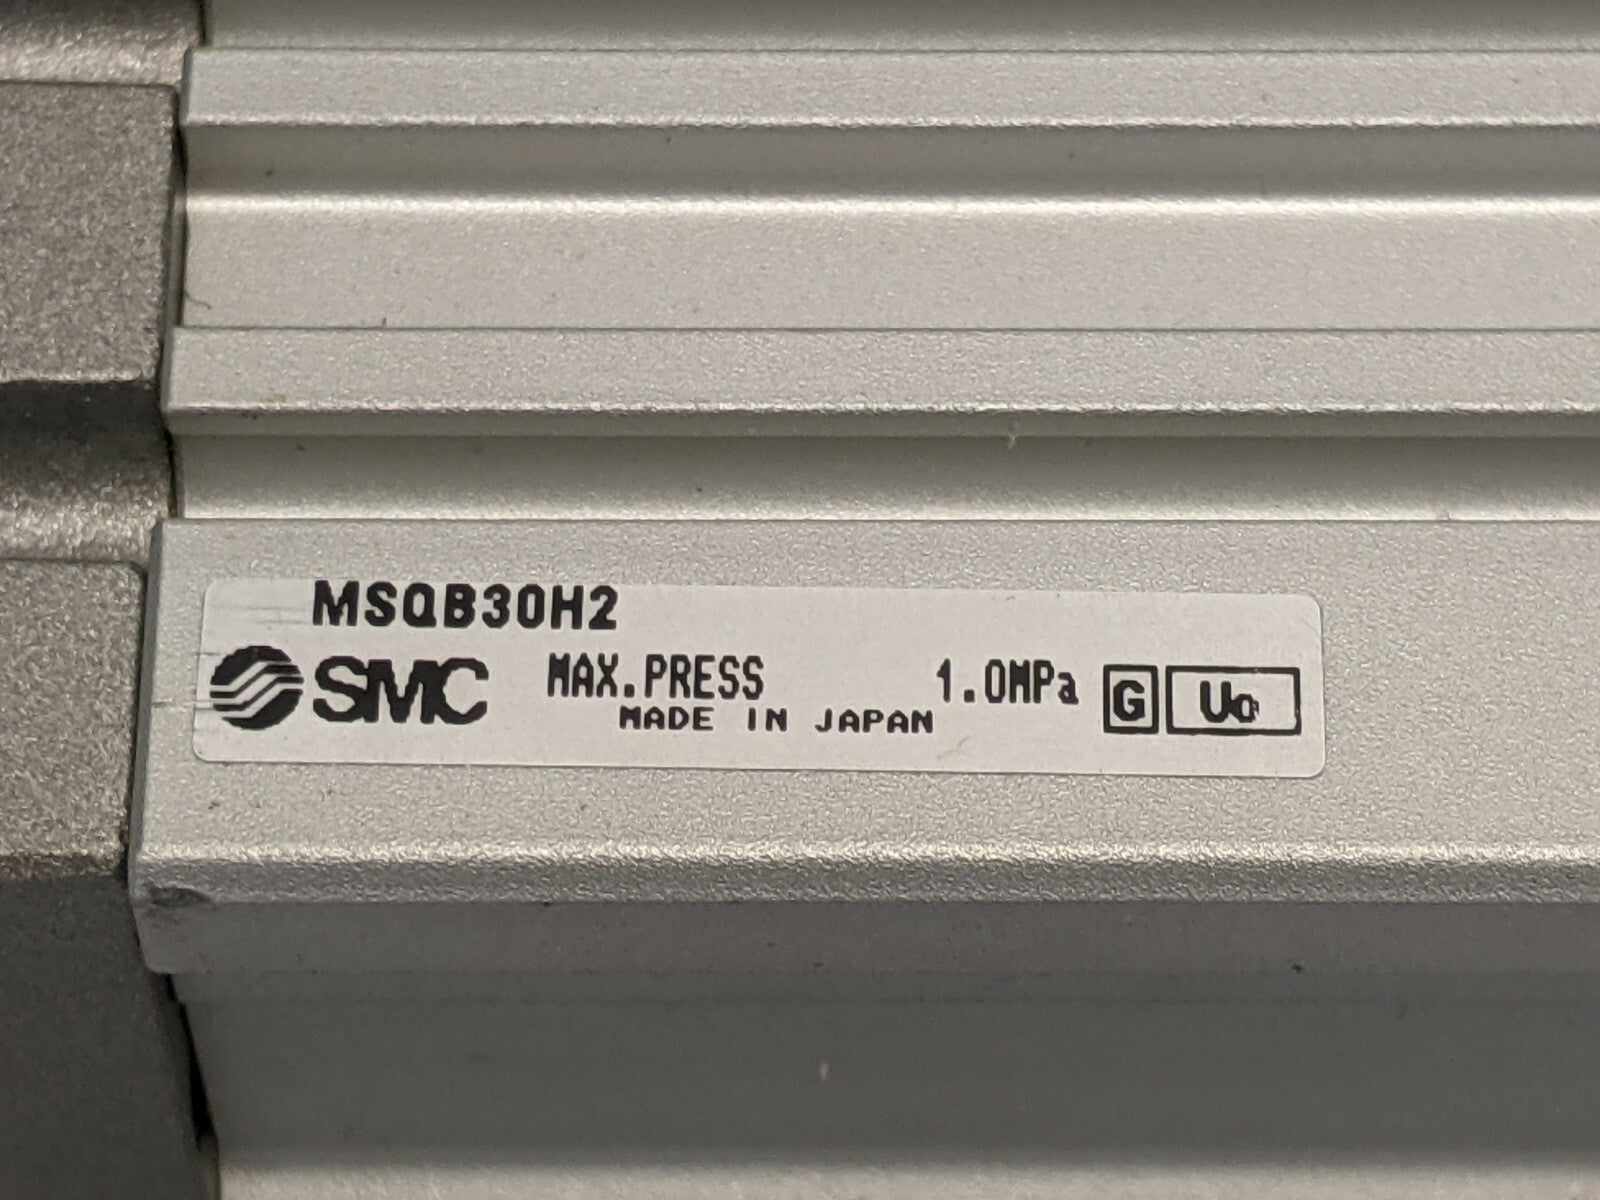 MSQB30H2
SMC MAX.PRESS 1.0MPa G Uo
MADE IN JAPAN